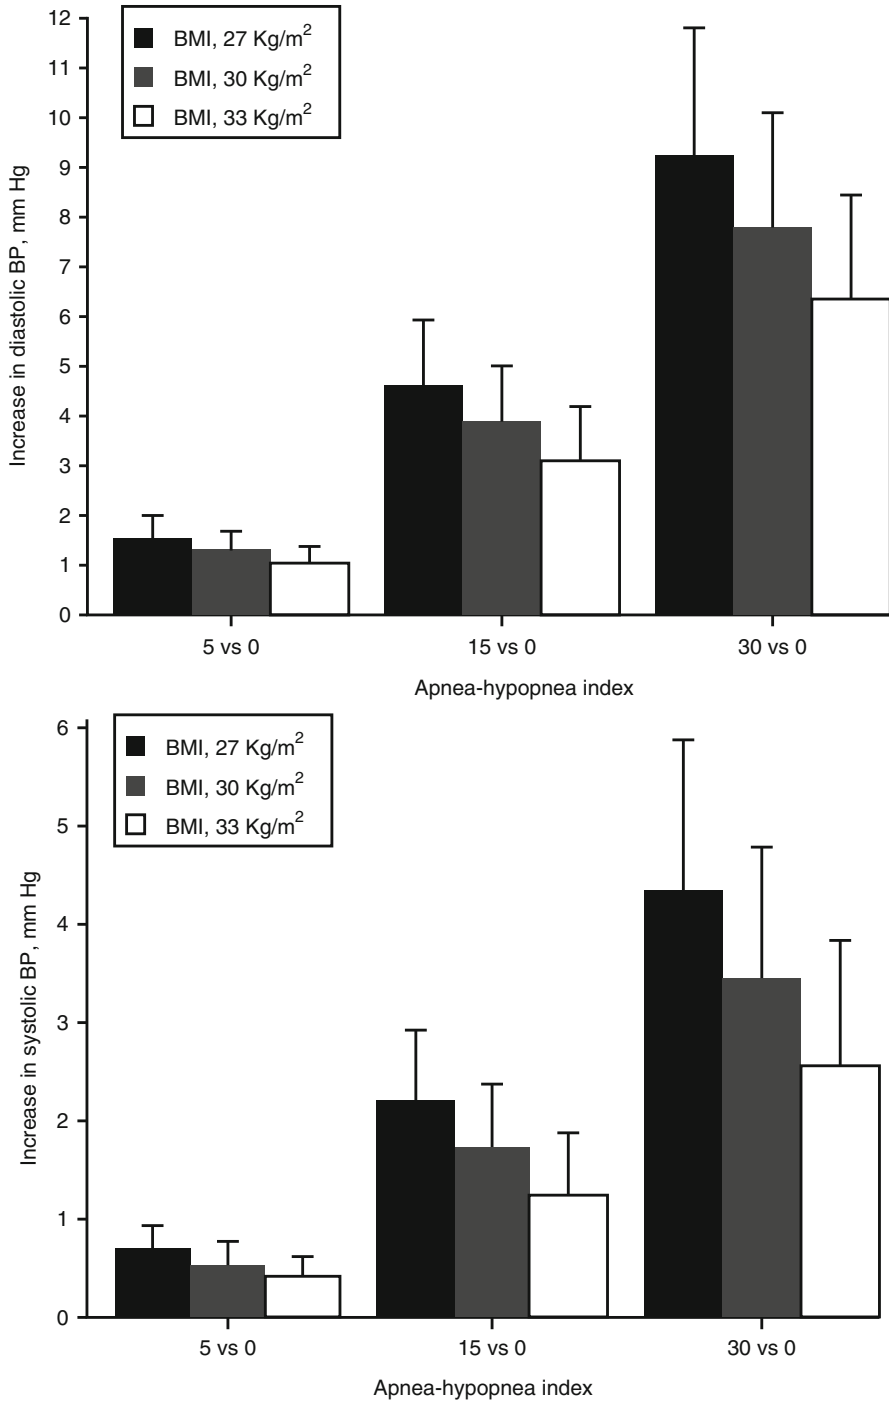 12
11
10
9
8
7
6
5
4
3
2
1
0
Increase in diastolic BP, mm Hg
BMI, 27 Kg/m²
BMI, 30 Kg/m²
BMI, 33 Kg/m²
5 vs 0 15 vs 0 30 vs 0
Apnea-hypopnea index
6
5
4
3
2
1
0
Increase in systolic BP, mm Hg
BMI, 27 Kg/m²
BMI, 30 Kg/m²
BMI, 33 Kg/m²
5 vs 0 15 vs 0 30 vs 0
Apnea-hypopnea index